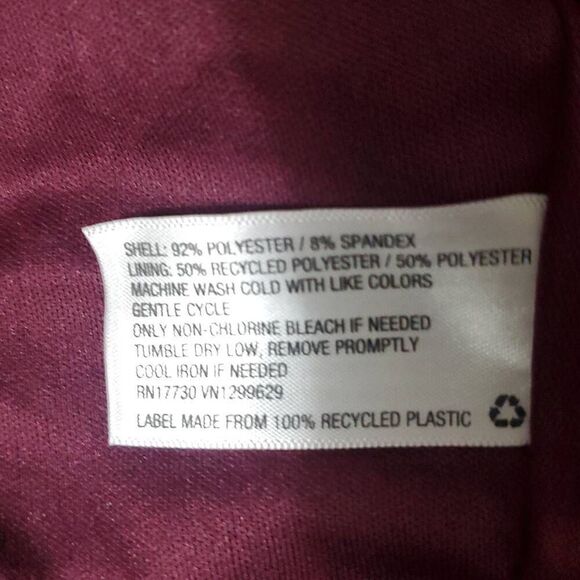 SHELL: 92% POLYESTER / 8% SPANDEX
LINING: 50% RECYCLED POLYESTER / 50% POLYESTER
MACHINE WASH COLD WITH LIKE COLORS
GENTLE CYCLE
ONLY NON-CHLORINE BLEACH IF NEEDED
TUMBLE DRY LOW, REMOVE PROMPTLY
COOL IRON IF NEEDED
RN17730 VN1299629
LABEL MADE FROM 100% RECYCLED PLASTIC